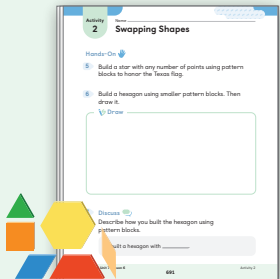 Activity
2
Name
Swapping Shapes
Hands-On
5 Build a star with any number of points using pattern
blocks to honor the Texas flag.
6 Build a hexagon using smaller pattern blocks. Then
draw it.
Draw
Discuss
Describe how you built the hexagon using
pattern blocks.
built a hexagon with
691
Activity 2